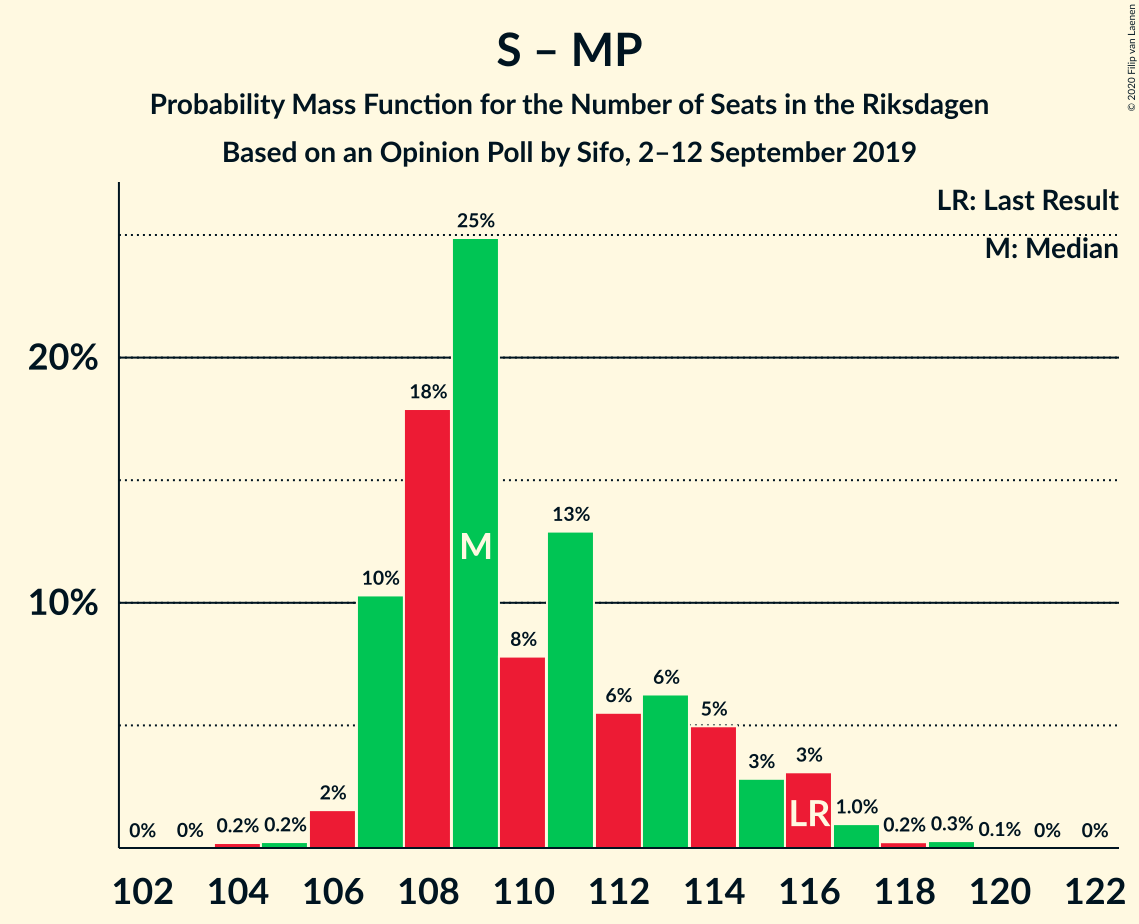 S – MP
Probability Mass Function for the Number of Seats in the Riksdagen
Based on an Opinion Poll by Sifo, 2–12 September 2019
© 2020 Filip van Laenen
LR: Last Result
M: Median
20%
10%
0% 0% 0.2% 0.2% 2% 10% 18% 25% 8% 13% 6% 6% 5% 3% 3% 1.0% 0.2% 0.3% 0.1% 0% 0%
M
LR
102 104 106 108 110 112 114 116 118 120 122